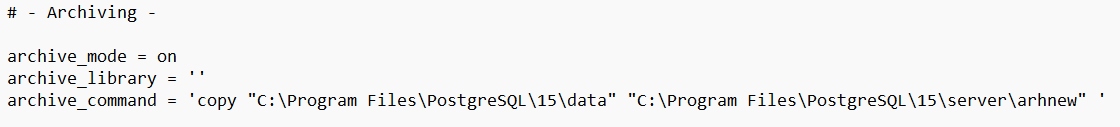 # - Archiving -
archive_mode = on
archive_library = ''
archive_command = 'copy "C:\Program Files\PostgreSQL\15\data" "C:\Program Files\PostgreSQL\15\server\arhnew" '